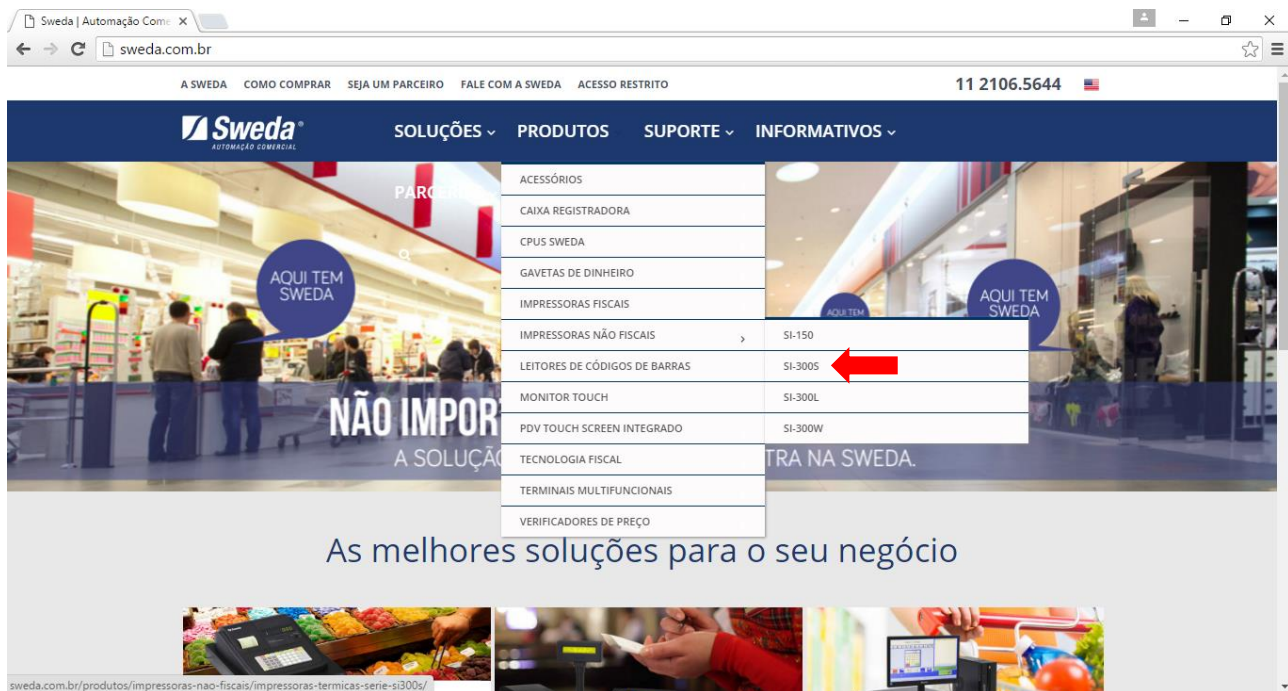 Sweda | Automação Come
sweda.com.br
A SWEDA COMO COMPRAR SEJA UM PARCEIRO FALE COM A SWEDA ACESSO RESTRITO 11 2106.5644
Sweda®
AUTOMAÇÃO COMERCIAL
SOLUÇÕES PRODUTOS SUPORTE INFORMATIVOS
ACESSÓRIOS
CAIXA REGISTRADORA
CPUS SWEDA
GAVETAS DE DINHEIRO
IMPRESSORAS FISCAIS
IMPRESSORAS NÃO FISCAIS
LEITORES DE CÓDIGOS DE BARRAS
MONITOR TOUCH
PDV TOUCH SCREEN INTEGRADO
TECNOLOGIA FISCAL
TERMINAIS MULTIFUNCIONAIS
VERIFICADORES DE PREÇO
SI-150
SI-300S
SI-300L
SI-300W
AQUI TEM
SWEDA
AQUI TEM
AQUI TEM
SWEDA
NÃO IMPOR
A SOLUÇÃ TRA NA SWEDA.
As melhores soluções para o seu negócio
sweda.com.br/produtos/impressoras-nao-fiscais/impressoras-termicas-serie-si300s/